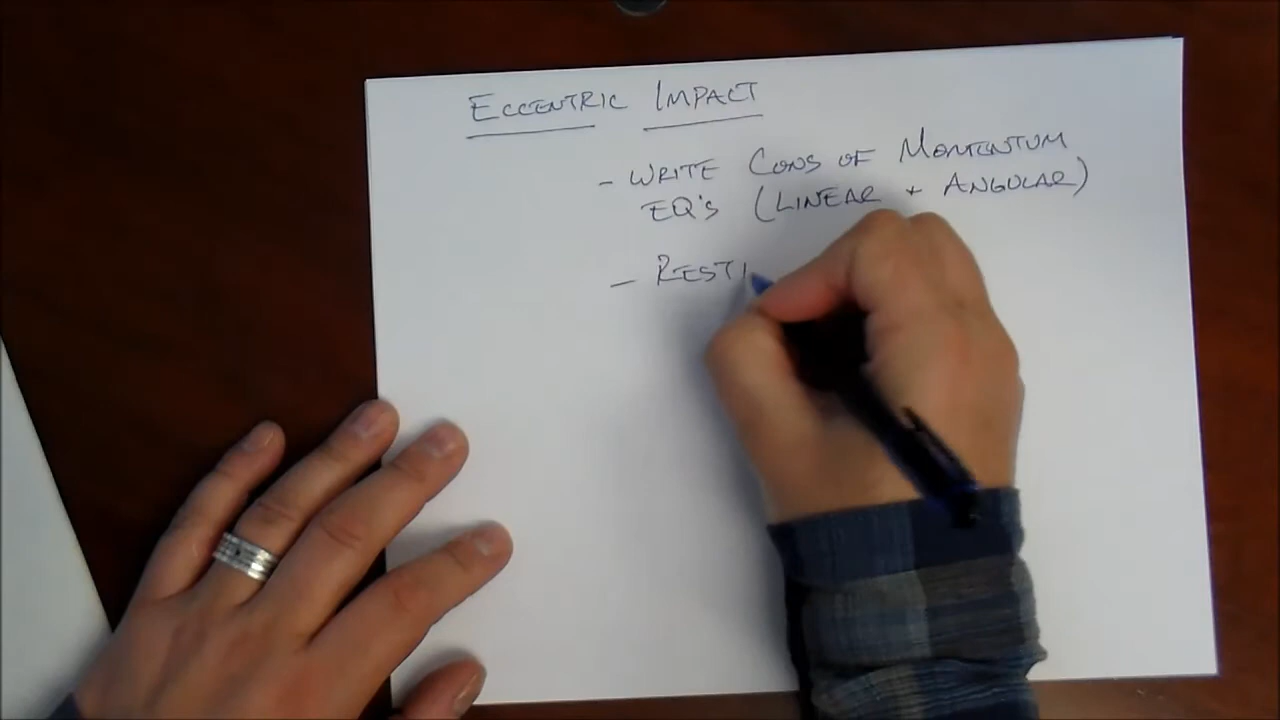 ECCENTRIC IMPACT
- WRITE CONS OF MOMENTUM
EQ'S (LINEAR + ANGULAR)
- RESTI